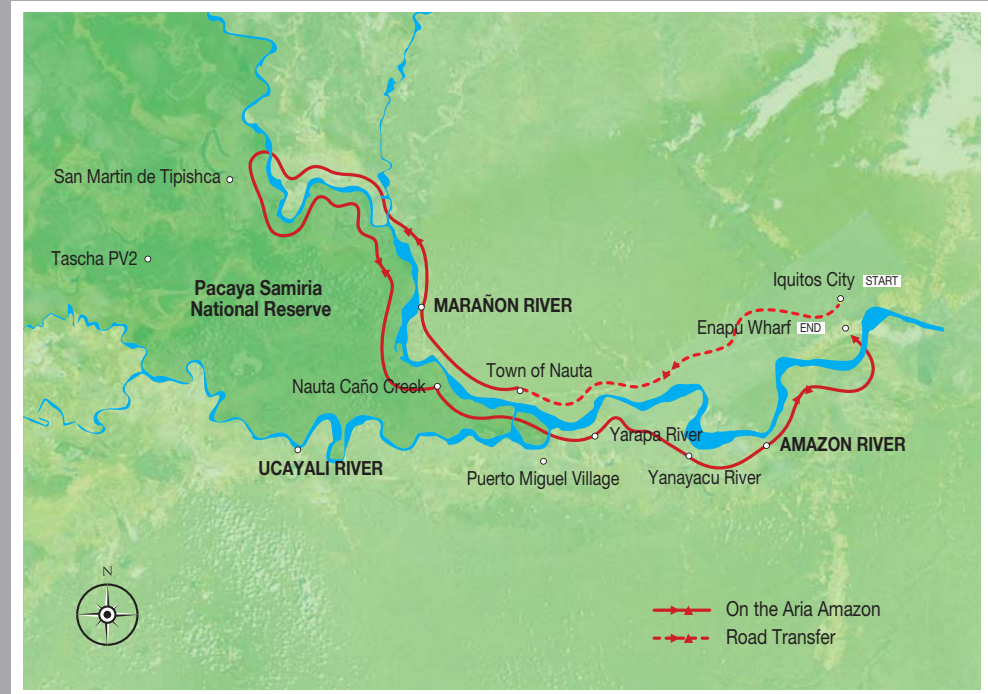 San Martin de Tipishca
Tascha PV2
Pacaya Samiria
National Reserve
Iquitos City START
MARAÑON RIVER
Enapu Wharf END
Town of Nauta
Nauta Caño Creek
Yarapa River
AMAZON RIVER
UCAYALI RIVER
Puerto Miguel Village
Yanayacu River
N
On the Aria Amazon
Road Transfer